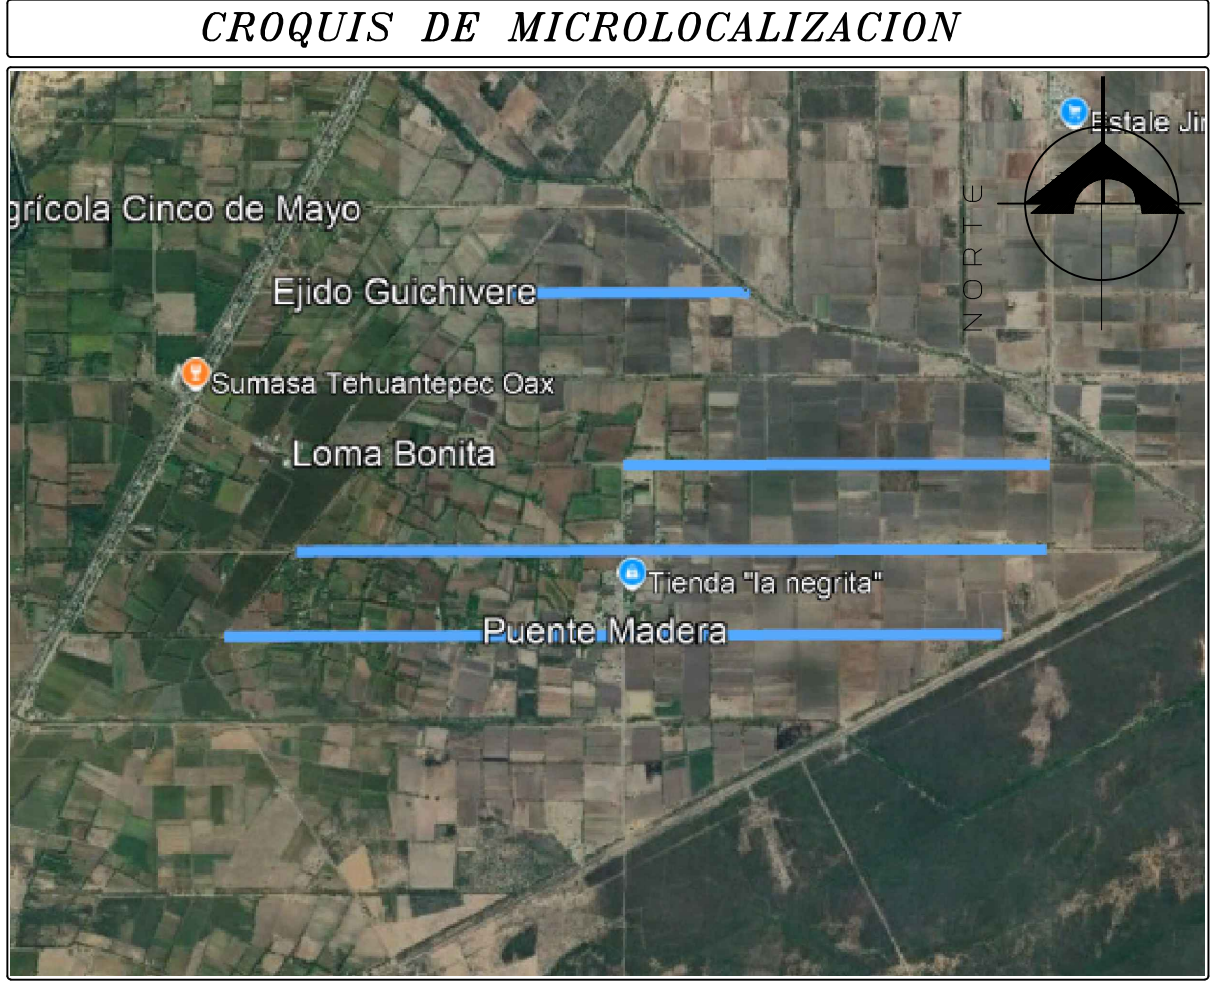 CROQUIS DE MICROLOCALIZACION
Estale Jir
NORTE
grícola Cinco de Mayo
Ejido Guichivere
Sumasa Tehuantepec Oax
Loma Bonita
Tienda "la negrita"
Puente Madera